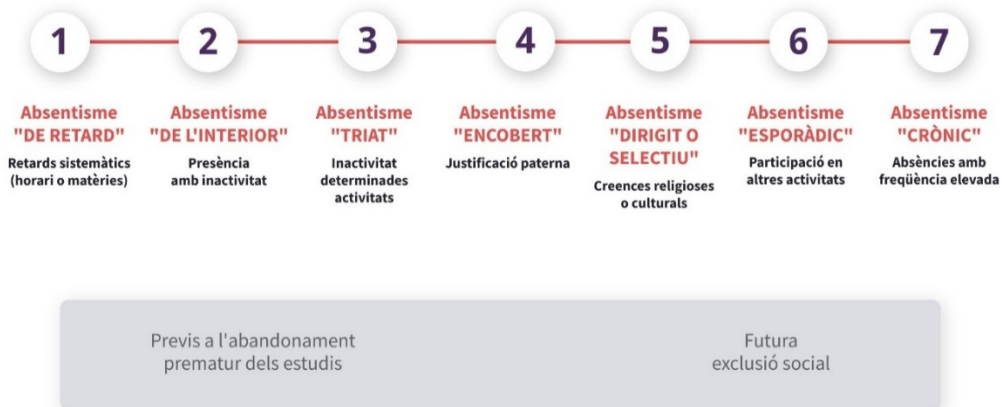 1
2
3
4
5
6
7
Absentisme
"DE RETARD"
Retards sistemàtics
(horari o matèries)
Absentisme
"DE L'INTERIOR"
Presència
amb inactivitat
Absentisme
"TRIAT"
Inactivitat
determinades
activitats
Absentisme
"ENCOBERT"
Justificació paterna
Absentisme
"DIRIGIT O
SELECTIU"
Creences religioses
o culturals
Absentisme
"ESPORÀDIC"
Participació en
altres activitats
Absentisme
"CRÒNIC"
Absències amb
freqüència elevada
Previs a l'abandonament
prematur dels estudis
Futura
exclusió social